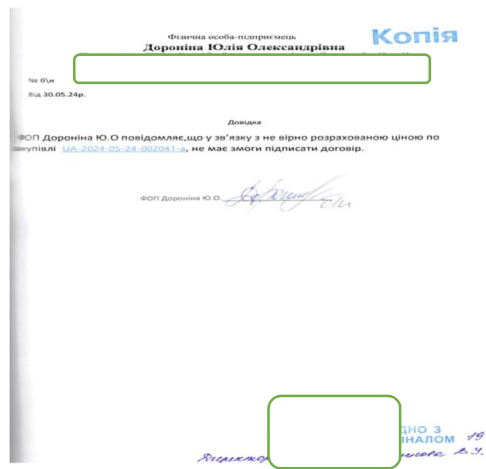 Копія
Фізична особа-підприємець
Дороніна Юлія Олександрівна
№ б\н
Від 30.05.24р.
Довідка
ФОП Дороніна Ю.О повідомляє,що у зв'язку з не вірно розрахованою ціною по
закупівлі UA-2024-05-24-002041-а, не має змоги підписати договір.
ФОП Дороніна Ю.О.
б/п
ДНО З
ІНАЛОМ 19
Директор